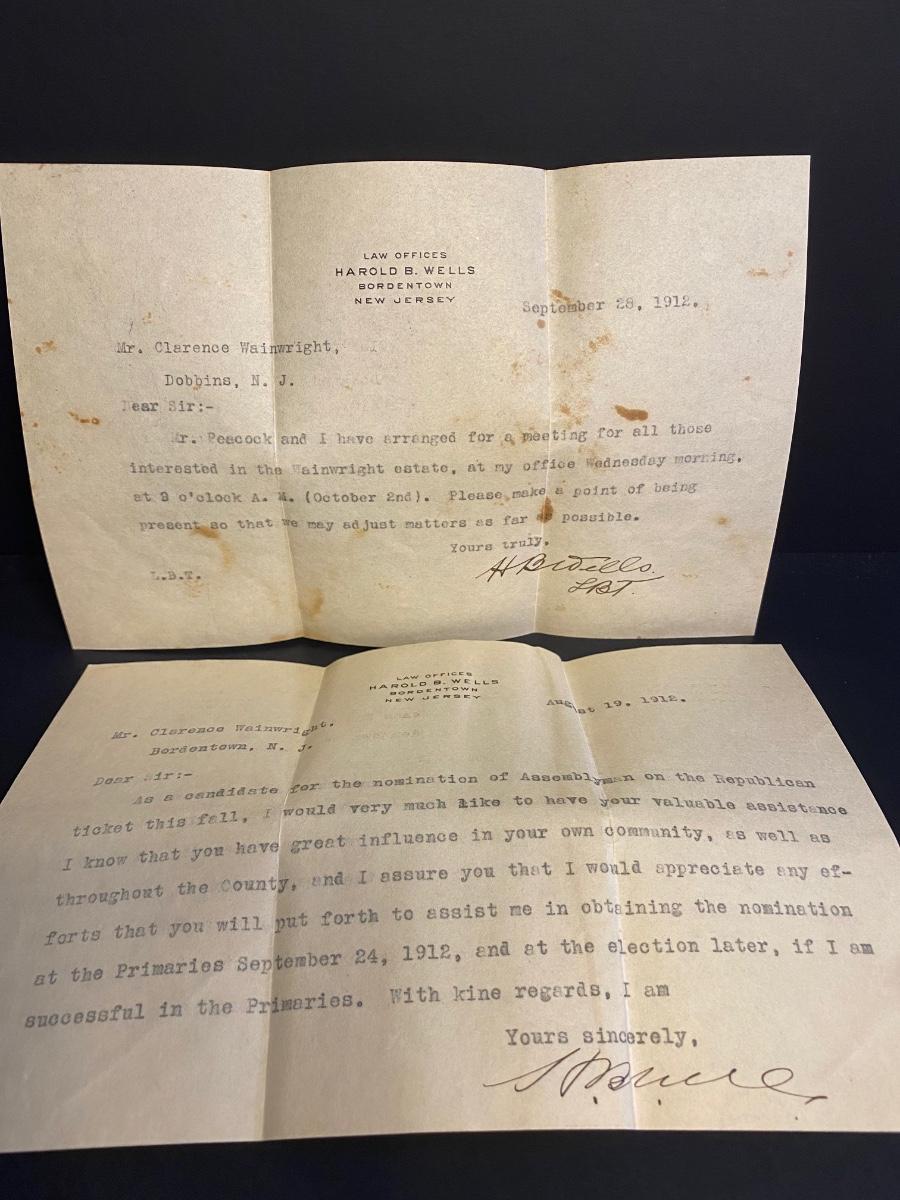 LAW OFFICES
HAROLD B. WELLS
BORDENTOWN
NEW JERSEY
September 28, 1912.
Mr. Clarence Wainwright,
Dobbins, N. J.
Dear Sir:-
Mr. Peacock and I have arranged for a meeting for all those
interested in the Wainwright estate, at my office Wednesday morning,
at 9 o'clock A. M. (October 2nd). Please make a point of being
present so that we may adjust matters as far as possible.
Yours truly,
H B Wells.
LBT.
L.B.T.
LAW OFFICES
HAROLD B. WELLS
BORDENTOWN
NEW JERSEY
August 19, 1912.
Mr. Clarence Wainwright,
Bordentown, N. J.
Dear Sir:-
As a candidate for the nomination of Assemblyman on the Republican
ticket this fall, I would very much like to have your valuable assistance
I know that you have great influence in your own community, as well as
throughout the County, and I assure you that I would appreciate any ef-
forts that you will put forth to assist me in obtaining the nomination
at the Primaries September 24, 1912, and at the election later, if I am
successful in the Primaries. With kine regards, I am
Yours sincerely,